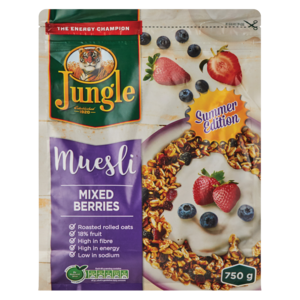 THE ENERGY CHAMPION
Jungle
Muesli
MIXED
BERRIES
Summer
Edition
Roasted rolled oats
18% fruit
High in fibre
High in energy
Low in sodium
750 g